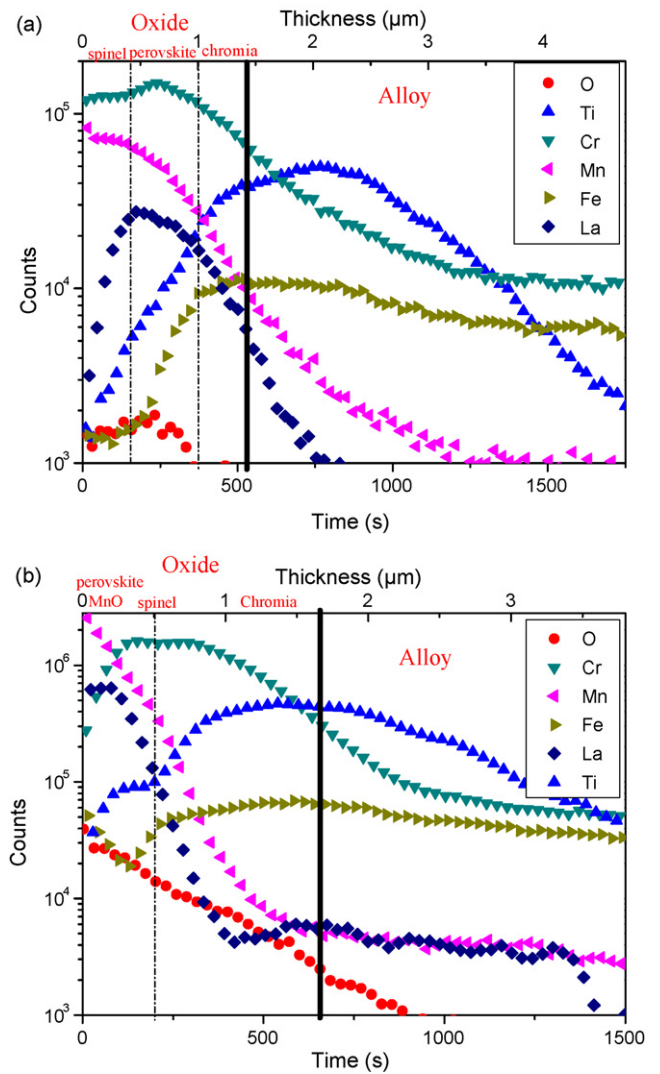 (a)
Oxide
Thickness (μm)
0 1 2 3 4
spinel perovskite chromia
Alloy
O
Ti
Cr
Mn
Fe
La
10^5
10^4
10^3
Counts
0 500 1000 1500
Time (s)
(b)
Oxide
Thickness (μm)
perovskite
0 1 2 3
MnO spinel Chromia
Alloy
O
Cr
Mn
Fe
La
Ti
10^6
10^5
10^4
10^3
Counts
0 500 1000 1500
Time (s)